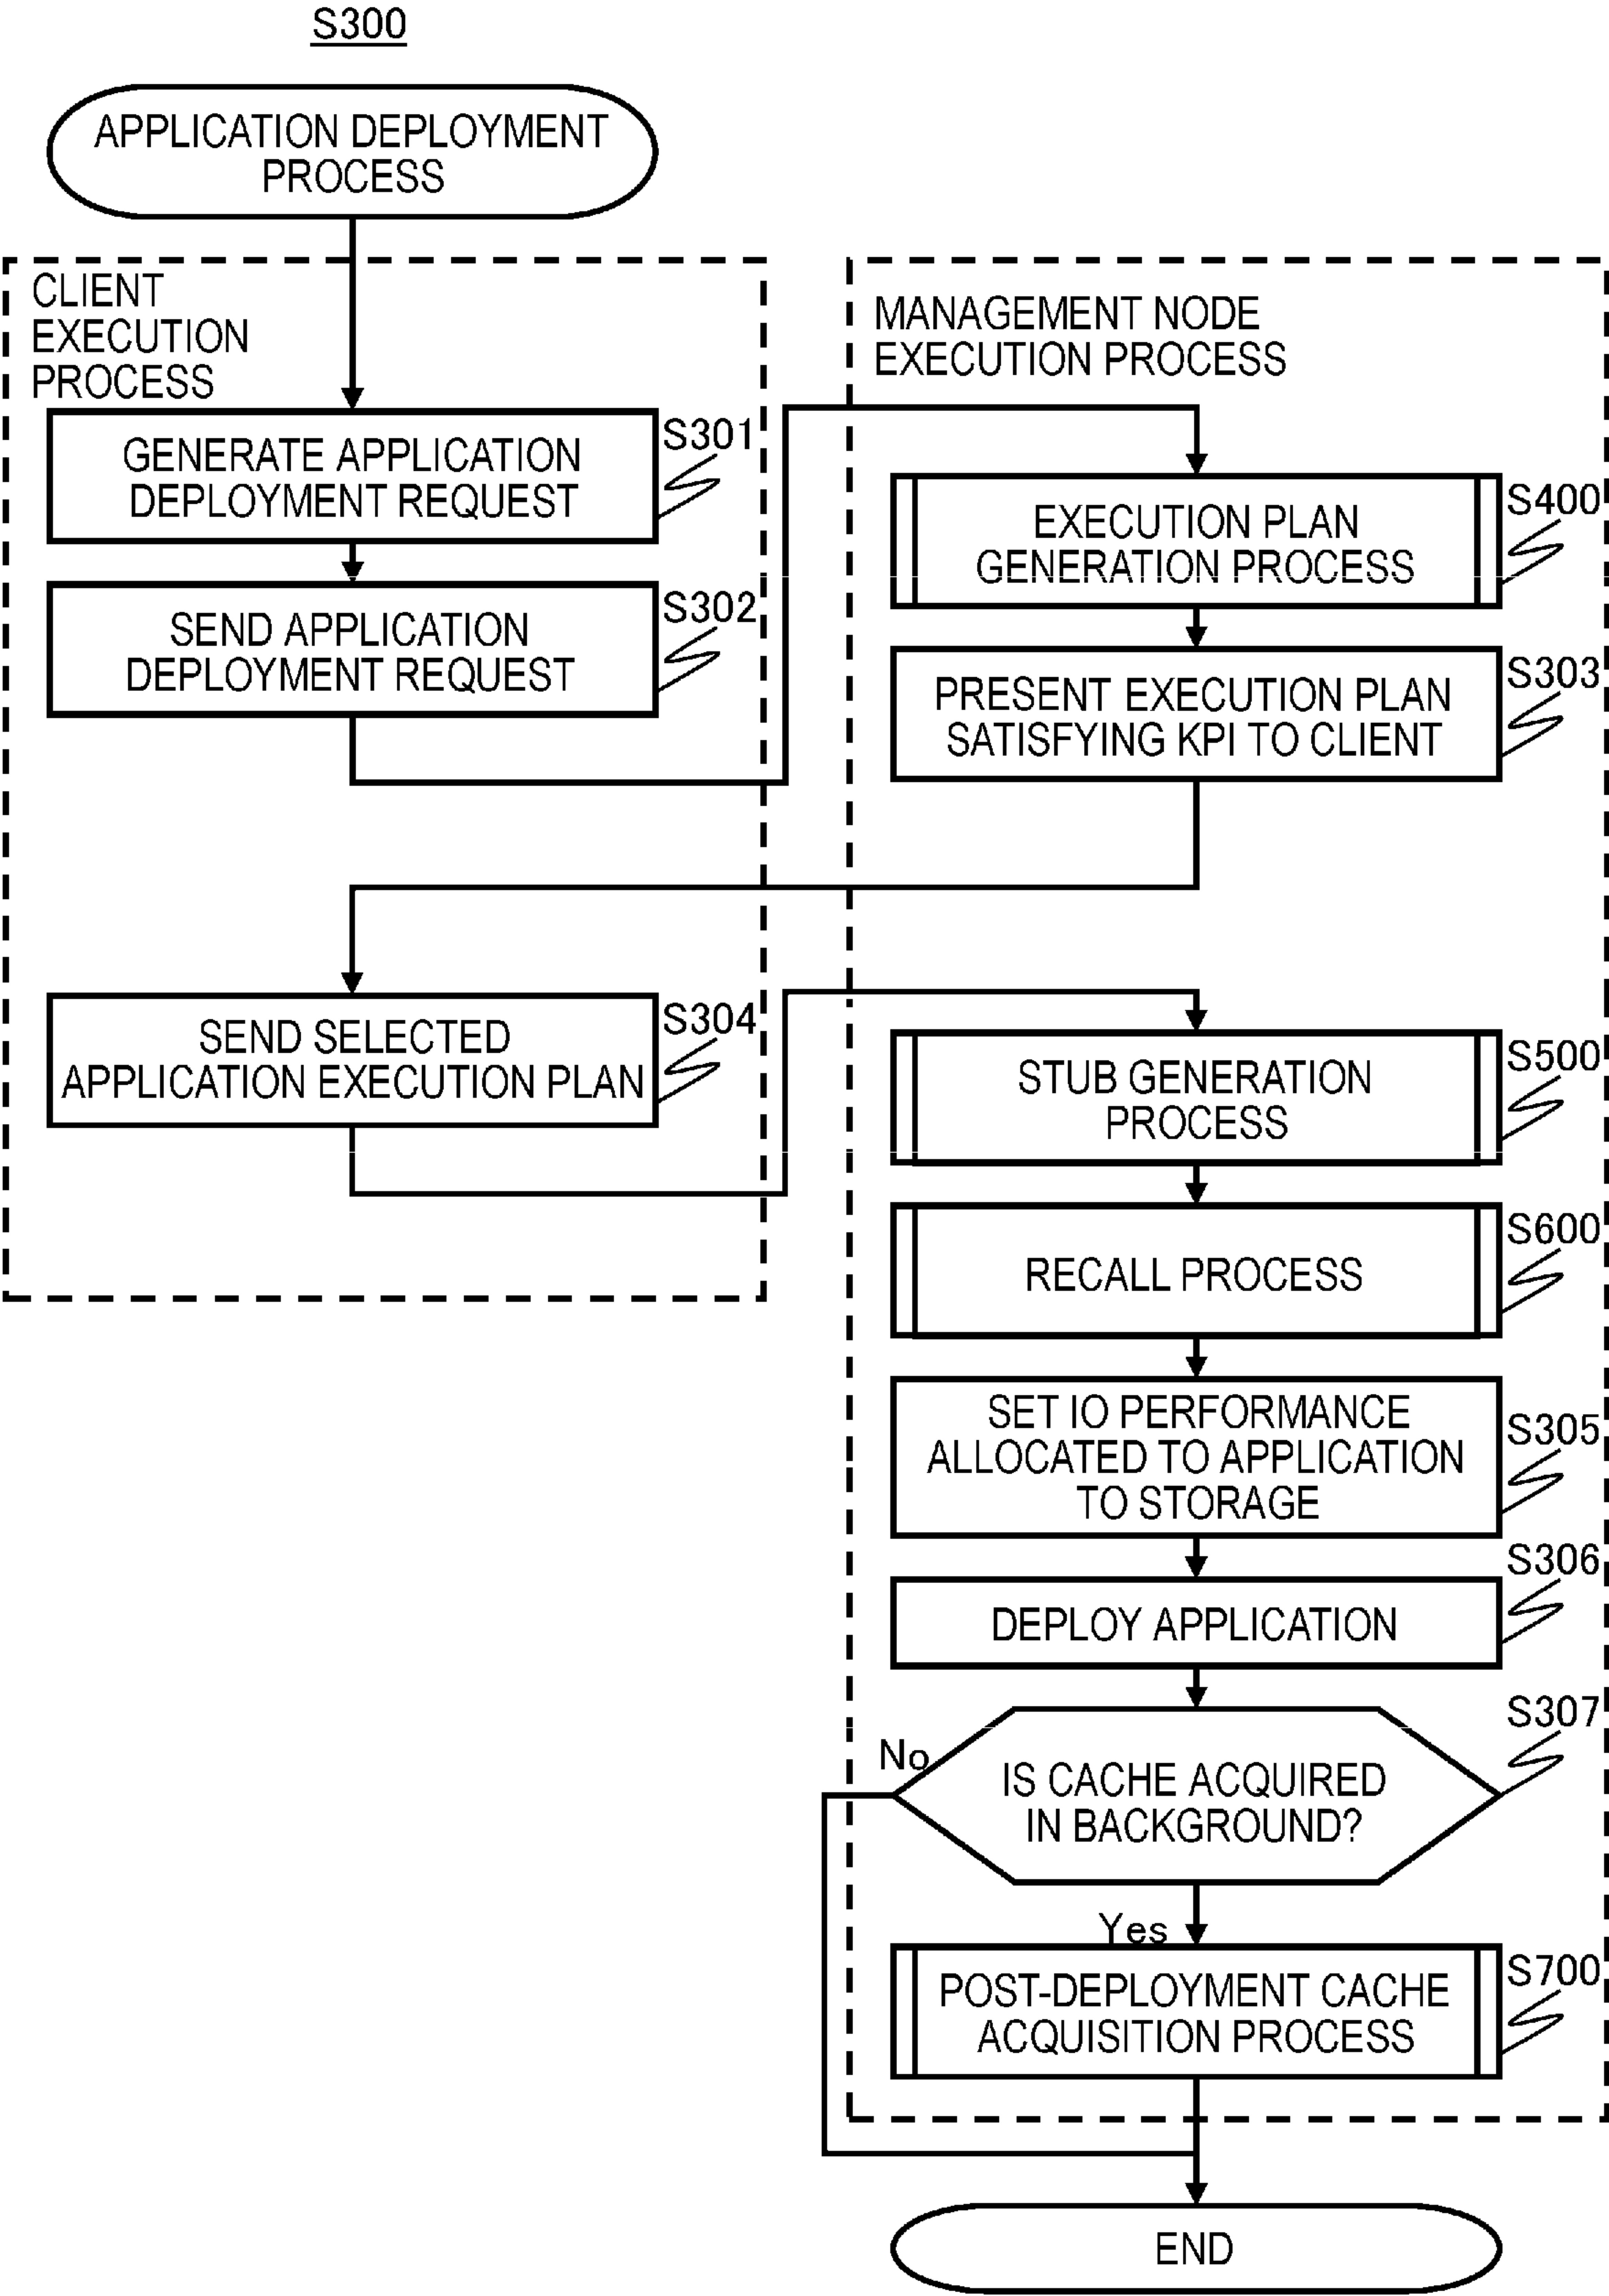 S300
APPLICATION DEPLOYMENT
PROCESS
CLIENT
EXECUTION
PROCESS
GENERATE APPLICATION
DEPLOYMENT REQUEST
S301
SEND APPLICATION
DEPLOYMENT REQUEST
S302
MANAGEMENT NODE
EXECUTION PROCESS
EXECUTION PLAN
GENERATION PROCESS
S400
PRESENT EXECUTION PLAN
SATISFYING KPI TO CLIENT
S303
SEND SELECTED
APPLICATION EXECUTION PLAN
S304
STUB GENERATION
PROCESS
S500
RECALL PROCESS
S600
SET IO PERFORMANCE
ALLOCATED TO APPLICATION
TO STORAGE
S305
DEPLOY APPLICATION
S306
IS CACHE ACQUIRED
IN BACKGROUND?
S307
No
Yes
POST-DEPLOYMENT CACHE
ACQUISITION PROCESS
S700
END